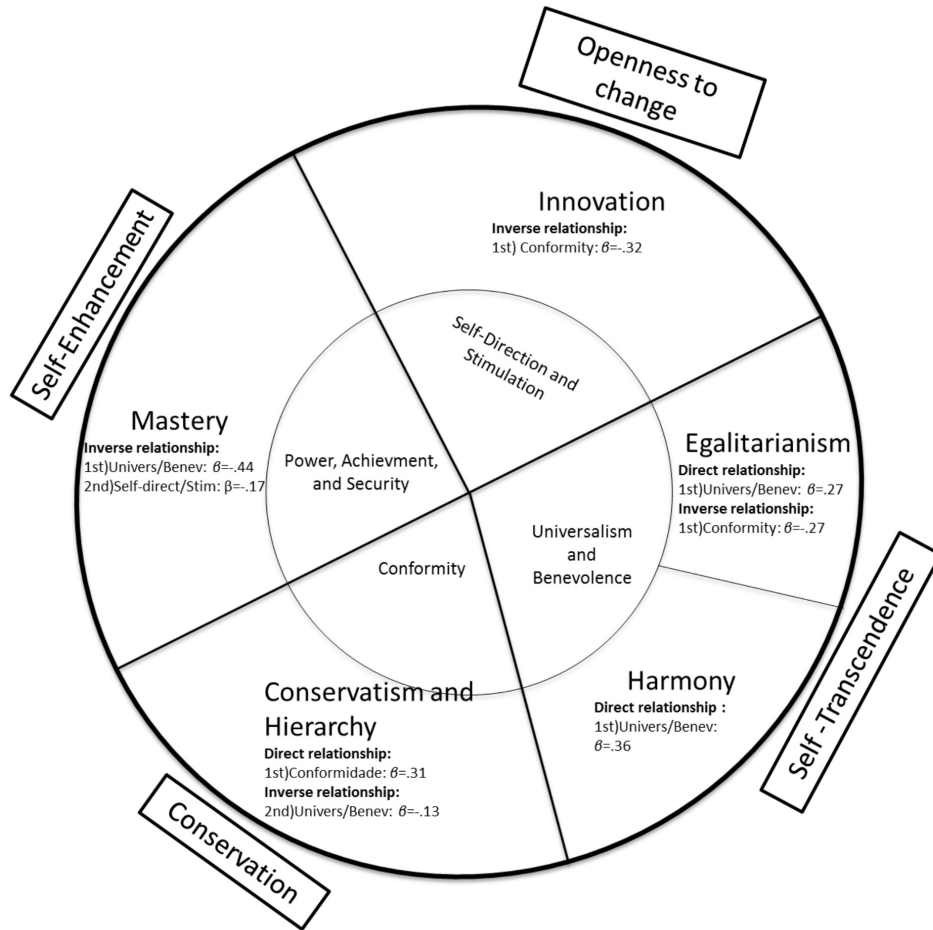 Openness to
change
Innovation
Inverse relationship:
1st) Conformity: β=-.32
Self-Direction and
Stimulation
Self-Enhancement
Mastery
Inverse relationship:
1st)Univers/Benev: β=-.44
2nd)Self-direct/Stim: β=-.17
Power, Achievment,
and Security
Egalitarianism
Direct relationship:
1st)Univers/Benev: β=.27
Inverse relationship:
1st)Conformity: β=-.27
Universalism
and
Benevolence
Conformity
Self -Transcendence
Harmony
Direct relationship :
1st)Univers/Benev:
β=.36
Conservatism and
Hierarchy
Direct relationship:
1st)Conformidade: β=.31
Inverse relationship:
2nd)Univers/Benev: β=-.13
Conservation